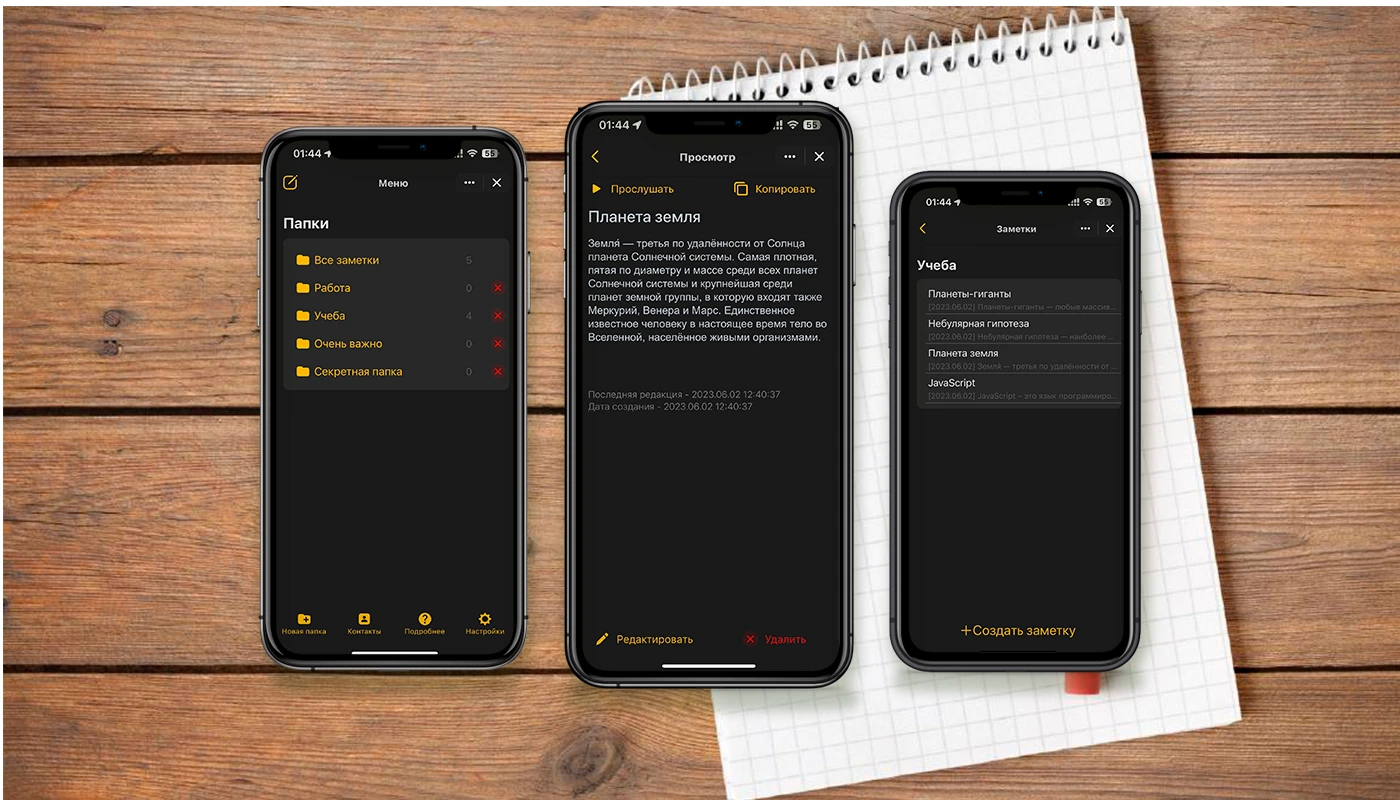 01:44
55
Меню
Папки
Все заметки 5
Работа 0
Учеба 4
Очень важно 0
Секретная папка 0
Новая папка Контакты Подробнее Настройки
01:44
55
Просмотр
Прослушать Копировать
Планета земля
Земля́ — третья по удалённости от Солнца
планета Солнечной системы. Самая плотная,
пятая по диаметру и массе среди всех планет
Солнечной системы и крупнейшая среди
планет земной группы, в которую входят также
Меркурий, Венера и Марс. Единственное
известное человеку в настоящее время тело во
Вселенной, населённое живыми организмами.
Последняя редакция - 2023.06.02 12:40:37
Дата создания - 2023.06.02 12:40:37
Редактировать Удалить
01:44
55
Заметки
Учеба
Планеты-гиганты
[2023.06.02] Планеты-гиганты — любые массив...
Небулярная гипотеза
[2023.06.02] Небулярная гипотеза — наиболее ...
Планета земля
[2023.06.02] Земля́ — третья по удалённости от ...
JavaScript
[2023.06.02] JavaScript – это язык программиро...
+Создать заметку